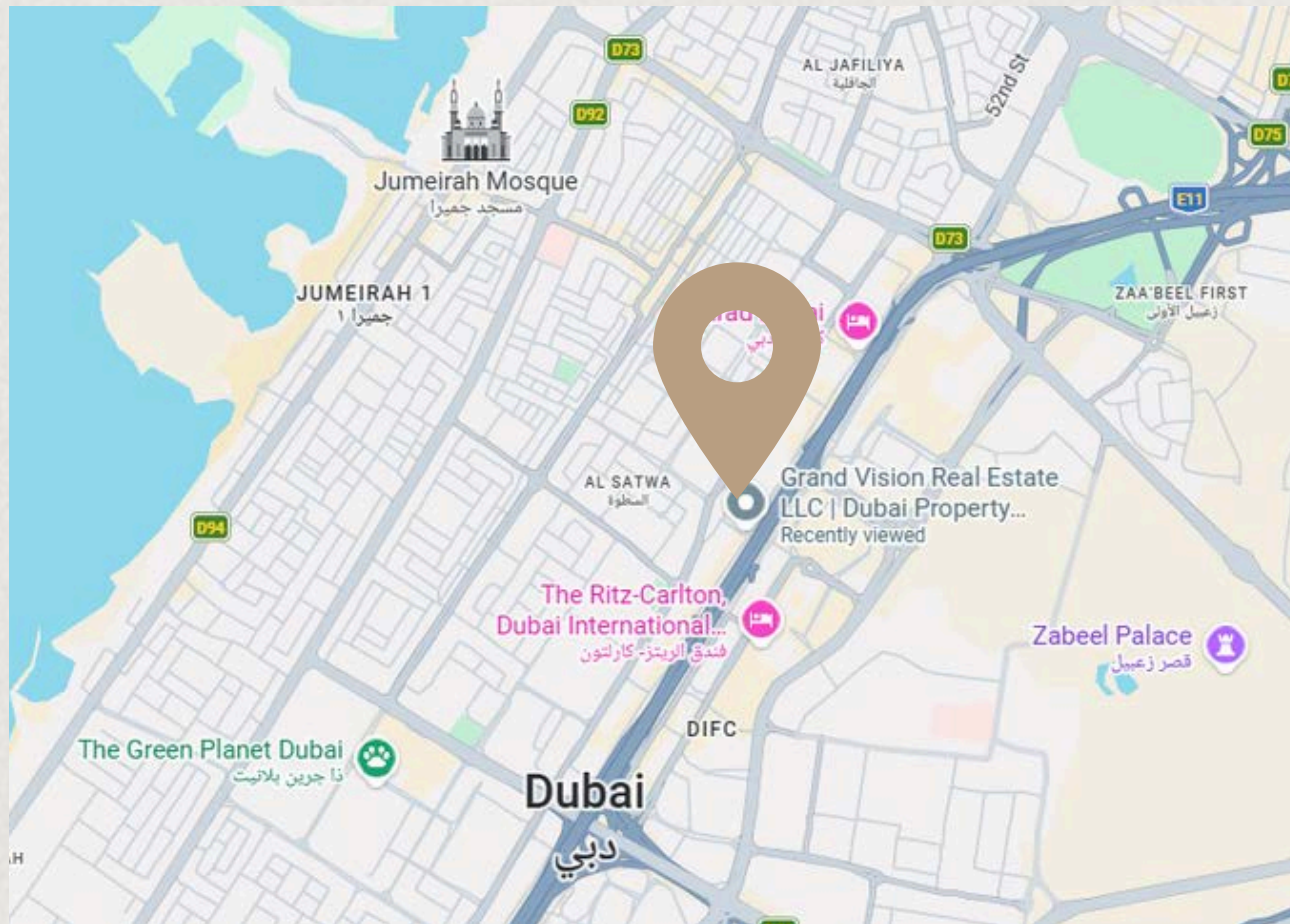 D73
AL JAFILIYA
الجافلية
52nd St
D92
D75
Jumeirah Mosque
مسجد جميرا
E11
D73
JUMEIRAH 1
جميرا ١
ZAA'BEEL FIRST
زعبيل الأولى
دبي
AL SATWA
السطوة
Grand Vision Real Estate
LLC | Dubai Property...
Recently viewed
D94
The Ritz-Carlton,
Dubai International...
فندق الريتز- كارلتون
Zabeel Palace
قصر زعبيل
DIFC
The Green Planet Dubai
ذا جرين بلانيت
Dubai
دبي